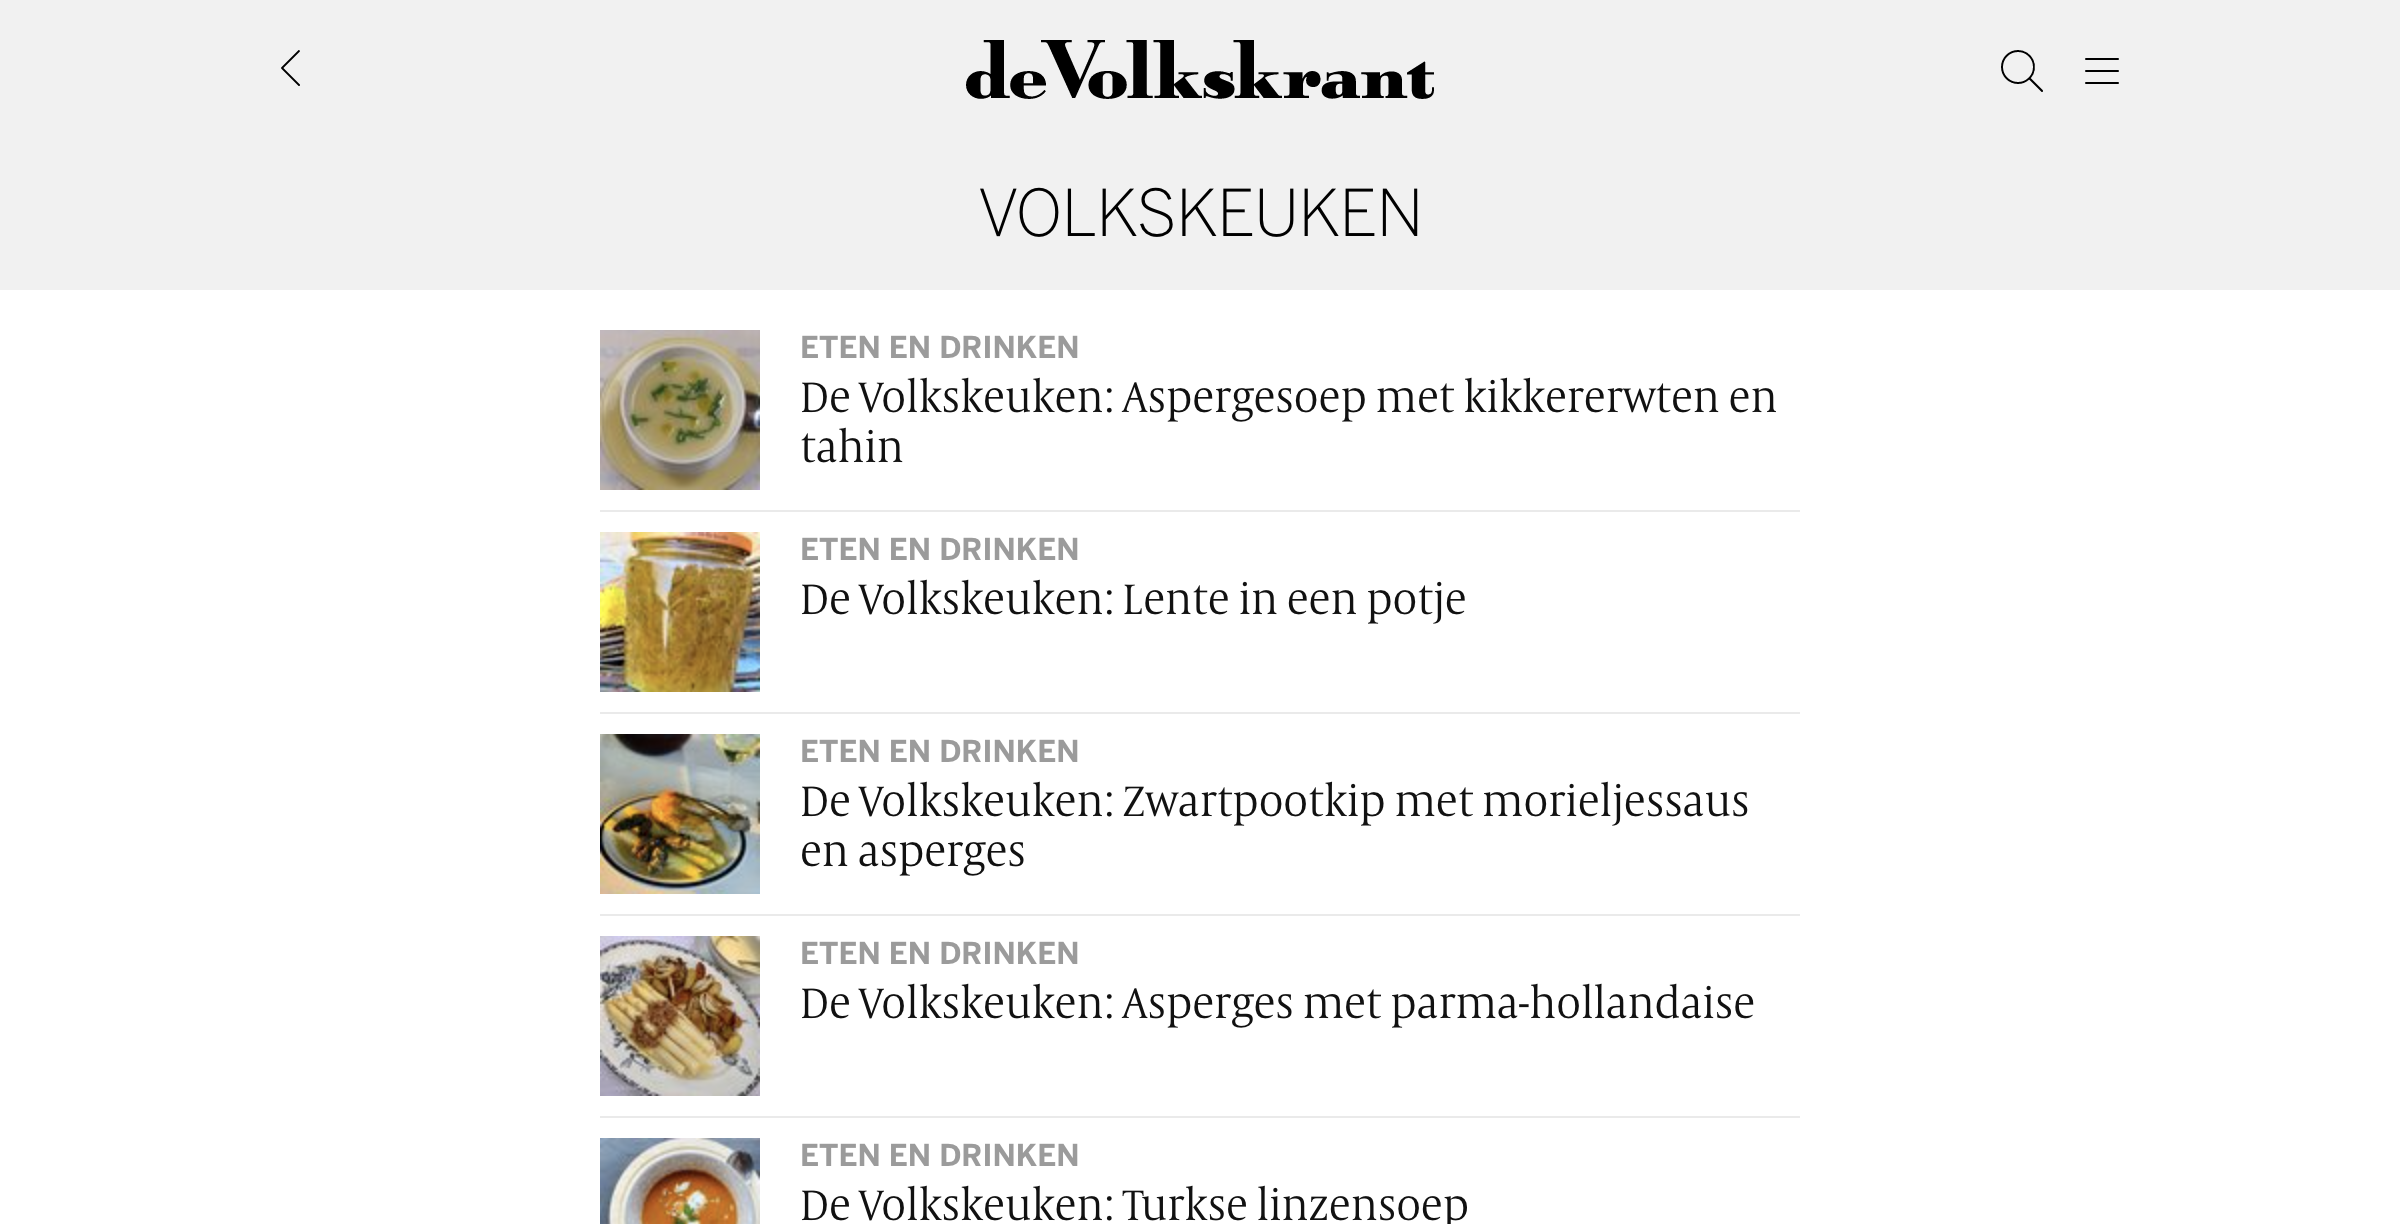 deVolkskrant
VOLKSKEUKEN
ETEN EN DRINKEN
De Volkskeuken: Aspergesoep met kikkererwten en
tahin
ETEN EN DRINKEN
De Volkskeuken: Lente in een potje
ETEN EN DRINKEN
De Volkskeuken: Zwartpootkip met morieljessaus
en asperges
ETEN EN DRINKEN
De Volkskeuken: Asperges met parma-hollandaise
ETEN EN DRINKEN
De Volkskeuken: Turkse linzensoep